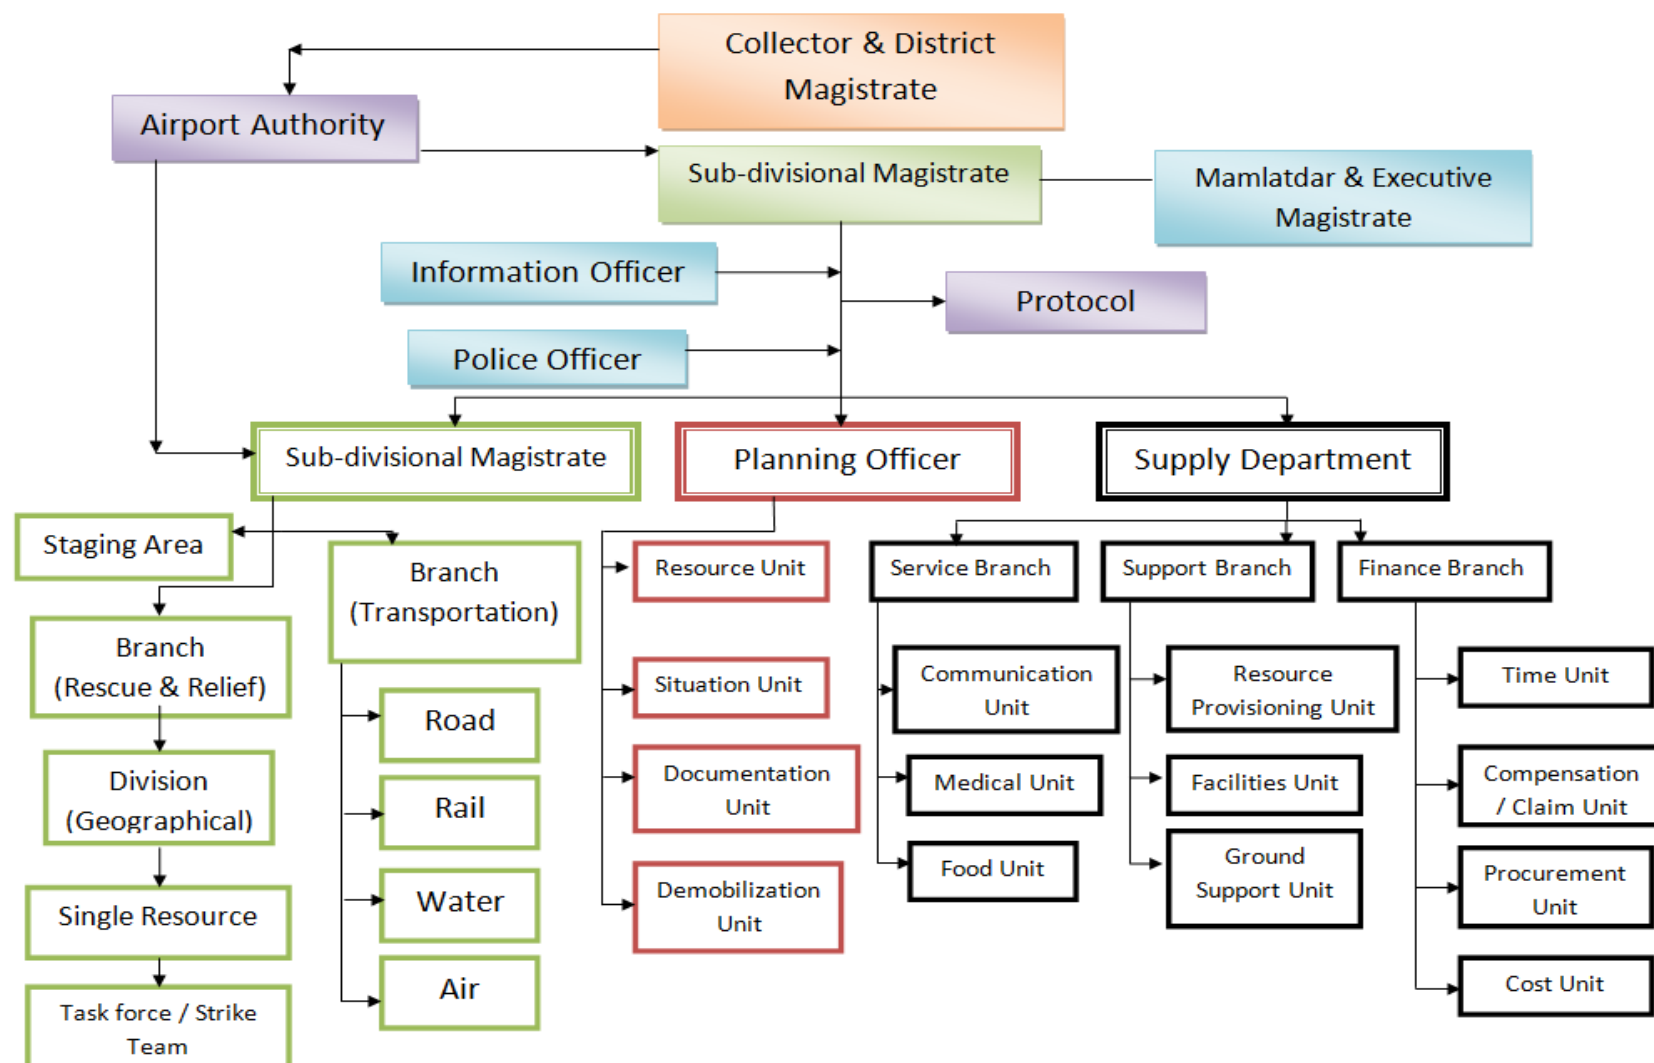 Collector & District
Magistrate
Airport Authority
Sub-divisional Magistrate
Mamlatdar & Executive
Magistrate
Information Officer
Protocol
Police Officer
Sub-divisional Magistrate
Planning Officer
Supply Department
Staging Area
Branch
(Transportation)
Resource Unit
Service Branch
Support Branch
Finance Branch
Branch
(Rescue & Relief)
Road
Situation Unit
Communication
Unit
Resource
Provisioning Unit
Time Unit
Division
(Geographical)
Rail
Documentation
Unit
Medical Unit
Facilities Unit
Compensation
/ Claim Unit
Single Resource
Water
Demobilization
Unit
Food Unit
Ground
Support Unit
Procurement
Unit
Task force / Strike
Team
Air
Cost Unit